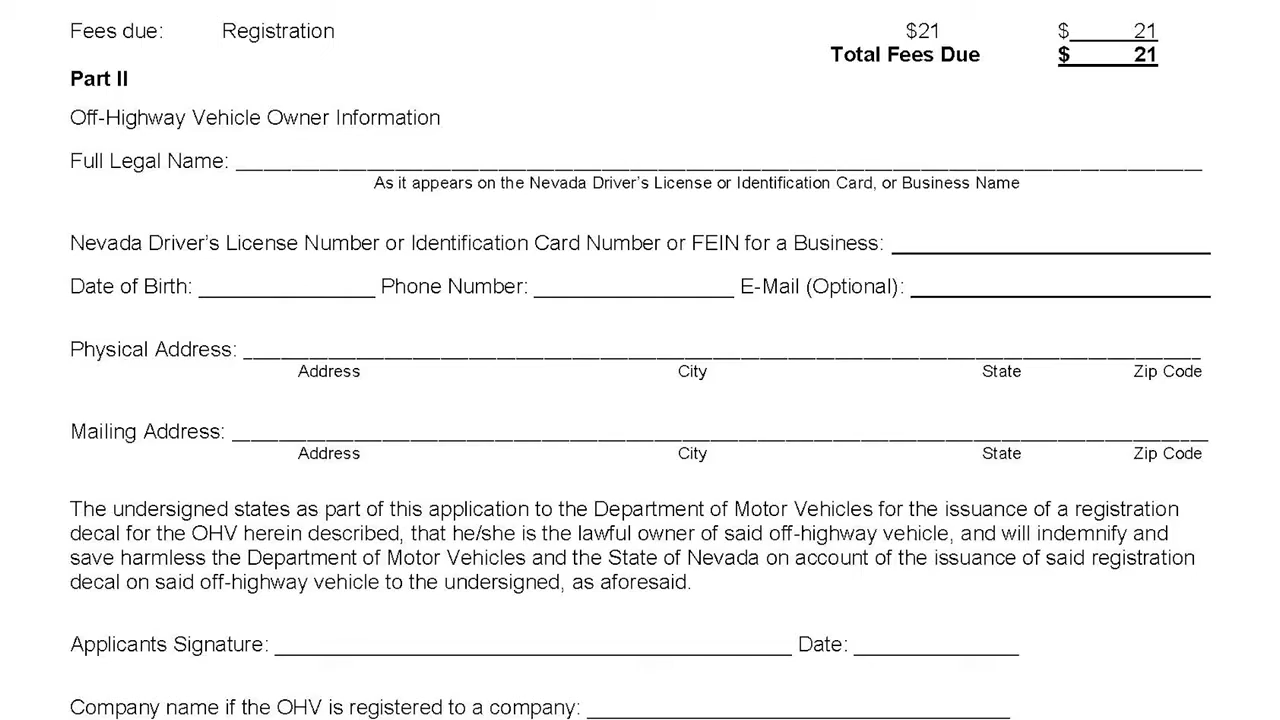 Fees due: Registration $21 $ 21
Total Fees Due $ 21
Part II
Off-Highway Vehicle Owner Information
Full Legal Name:
As it appears on the Nevada Driver's License or Identification Card, or Business Name
Nevada Driver's License Number or Identification Card Number or FEIN for a Business:
Date of Birth: Phone Number: E-Mail (Optional):
Physical Address:
Address City State Zip Code
Mailing Address:
Address City State Zip Code
The undersigned states as part of this application to the Department of Motor Vehicles for the issuance of a registration
decal for the OHV herein described, that he/she is the lawful owner of said off-highway vehicle, and will indemnify and
save harmless the Department of Motor Vehicles and the State of Nevada on account of the issuance of said registration
decal on said off-highway vehicle to the undersigned, as aforesaid.
Applicants Signature: Date:
Company name if the OHV is registered to a company: